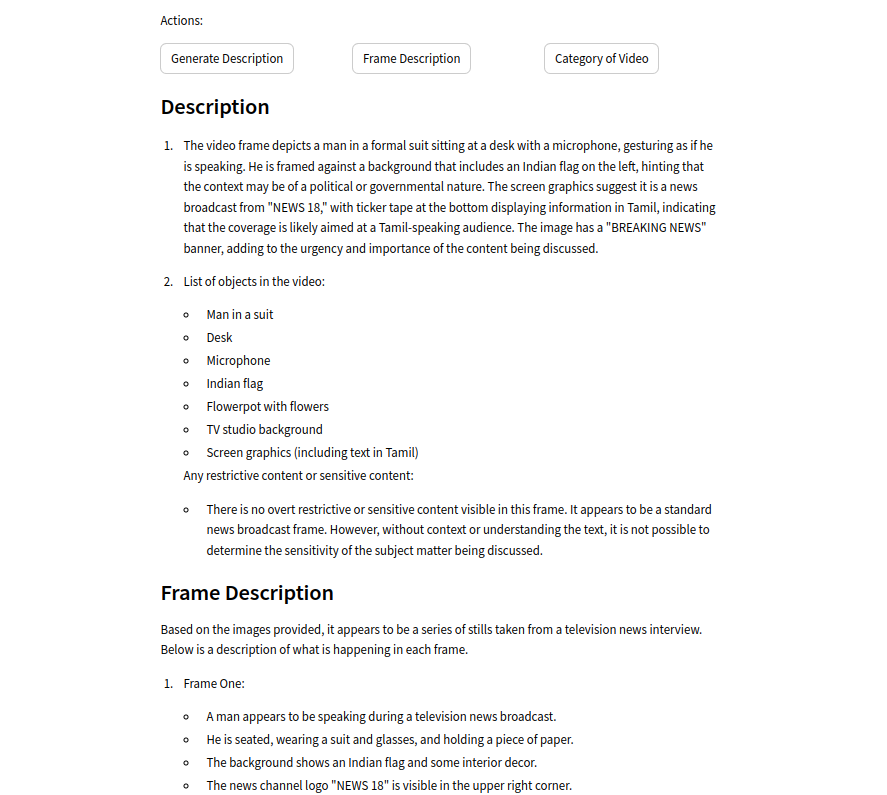 Actions:
Generate Description
Frame Description
Category of Video
Description
1. The video frame depicts a man in a formal suit sitting at a desk with a microphone, gesturing as if he
is speaking. He is framed against a background that includes an Indian flag on the left, hinting that
the context may be of a political or governmental nature. The screen graphics suggest it is a news
broadcast from "NEWS 18," with ticker tape at the bottom displaying information in Tamil, indicating
that the coverage is likely aimed at a Tamil-speaking audience. The image has a "BREAKING NEWS"
banner, adding to the urgency and importance of the content being discussed.
2. List of objects in the video:
Man in a suit
Desk
Microphone
Indian flag
Flowerpot with flowers
TV studio background
Screen graphics (including text in Tamil)
Any restrictive content or sensitive content:
There is no overt restrictive or sensitive content visible in this frame. It appears to be a standard
news broadcast frame. However, without context or understanding the text, it is not possible to
determine the sensitivity of the subject matter being discussed.
Frame Description
Based on the images provided, it appears to be a series of stills taken from a television news interview.
Below is a description of what is happening in each frame.
1. Frame One:
A man appears to be speaking during a television news broadcast.
He is seated, wearing a suit and glasses, and holding a piece of paper.
The background shows an Indian flag and some interior decor.
The news channel logo "NEWS 18" is visible in the upper right corner.